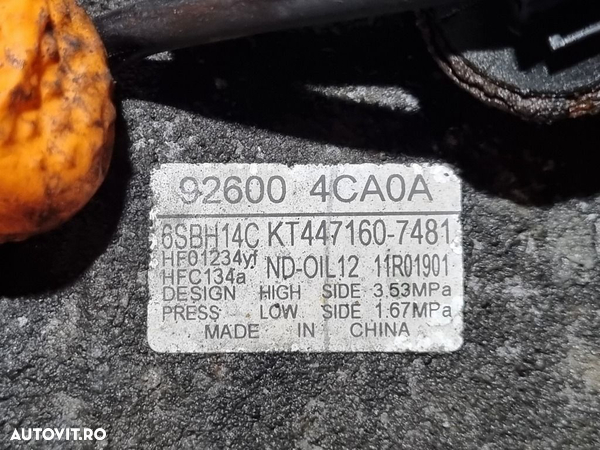 92600 4CA0A
6SBH14C KT447160-7481
HFO1234yf
HFC134a ND-OIL12 11R01901
DESIGN HIGH SIDE 3.53MPa
PRESS LOW SIDE 1.67MPa
MADE IN CHINA
AUTOVIT.RO